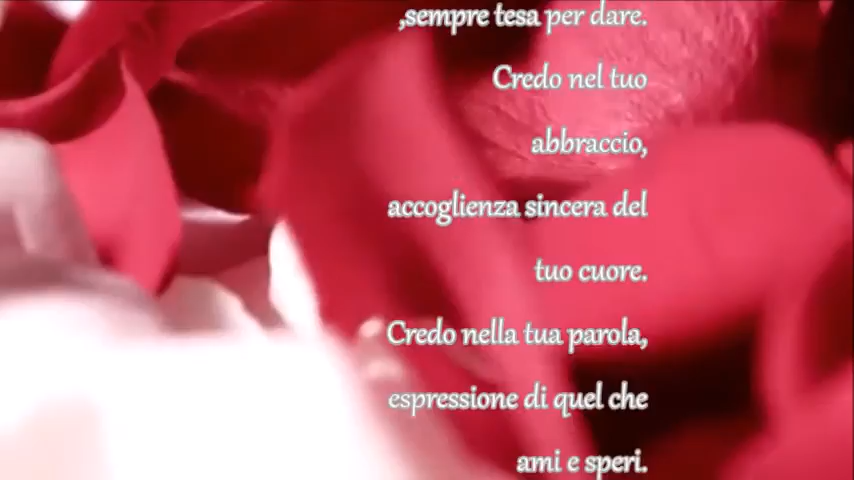 ,sempre tesa per dare.
Credo nel tuo
abbraccio,
accoglienza sincera del
tuo cuore.
Credo nella tua parola,
espressione di quel che
ami e speri.